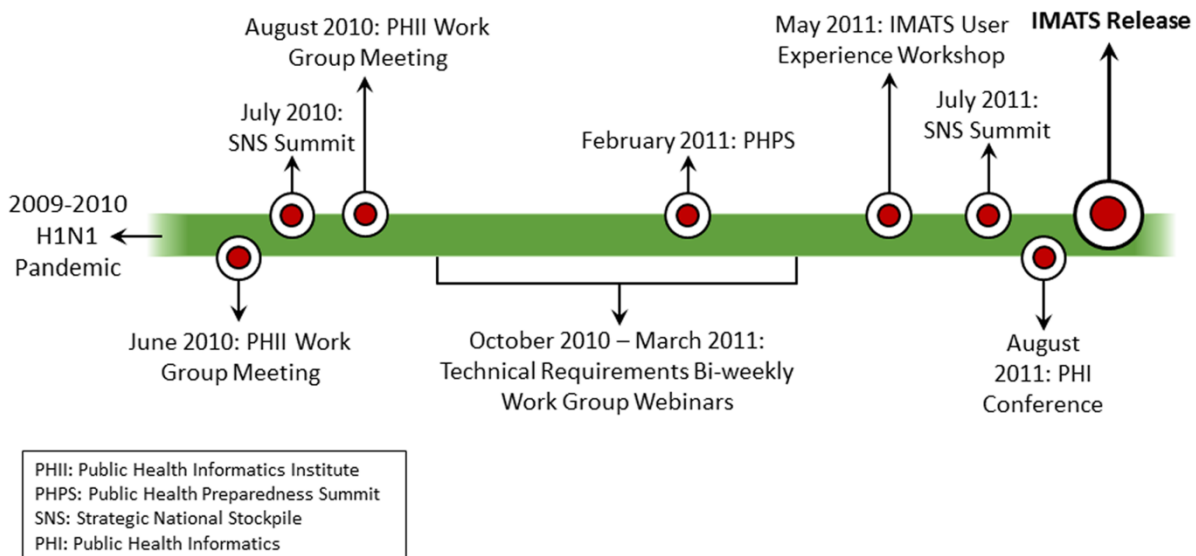 2009-2010
H1N1
Pandemic
June 2010: PHII Work
Group Meeting
July 2010:
SNS Summit
August 2010: PHII Work
Group Meeting
October 2010 – March 2011:
Technical Requirements Bi-weekly
Work Group Webinars
February 2011: PHPS
May 2011: IMATS User
Experience Workshop
July 2011:
SNS Summit
August
2011: PHI
Conference
IMATS Release
PHII: Public Health Informatics Institute
PHPS: Public Health Preparedness Summit
SNS: Strategic National Stockpile
PHI: Public Health Informatics